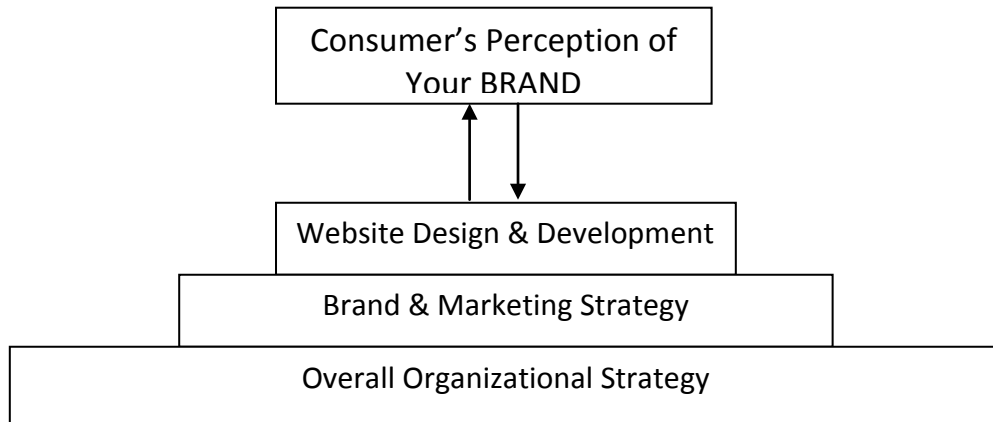 Consumer’s Perception of
Your BRAND
Website Design & Development
Brand & Marketing Strategy
Overall Organizational Strategy